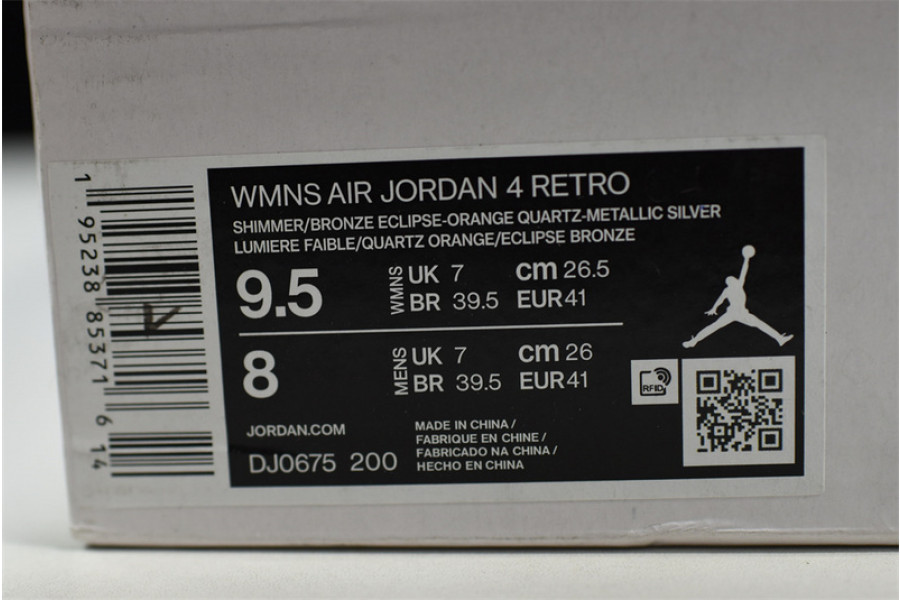 WMNS AIR JORDAN 4 RETRO
SHIMMER/BRONZE ECLIPSE-ORANGE QUARTZ-METALLIC SILVER
LUMIERE FAIBLE/QUARTZ ORANGE/ECLIPSE BRONZE
9.5
WMNS
UK 7 cm 26.5
BR 39.5 EUR 41
8
MENS
UK 7 cm 26
BR 39.5 EUR 41
RFID
JORDAN.COM
DJ0675 200
MADE IN CHINA /
FABRIQUE EN CHINE /
FABRICADO NA CHINA /
HECHO EN CHINA
1 95238 85371 6 14